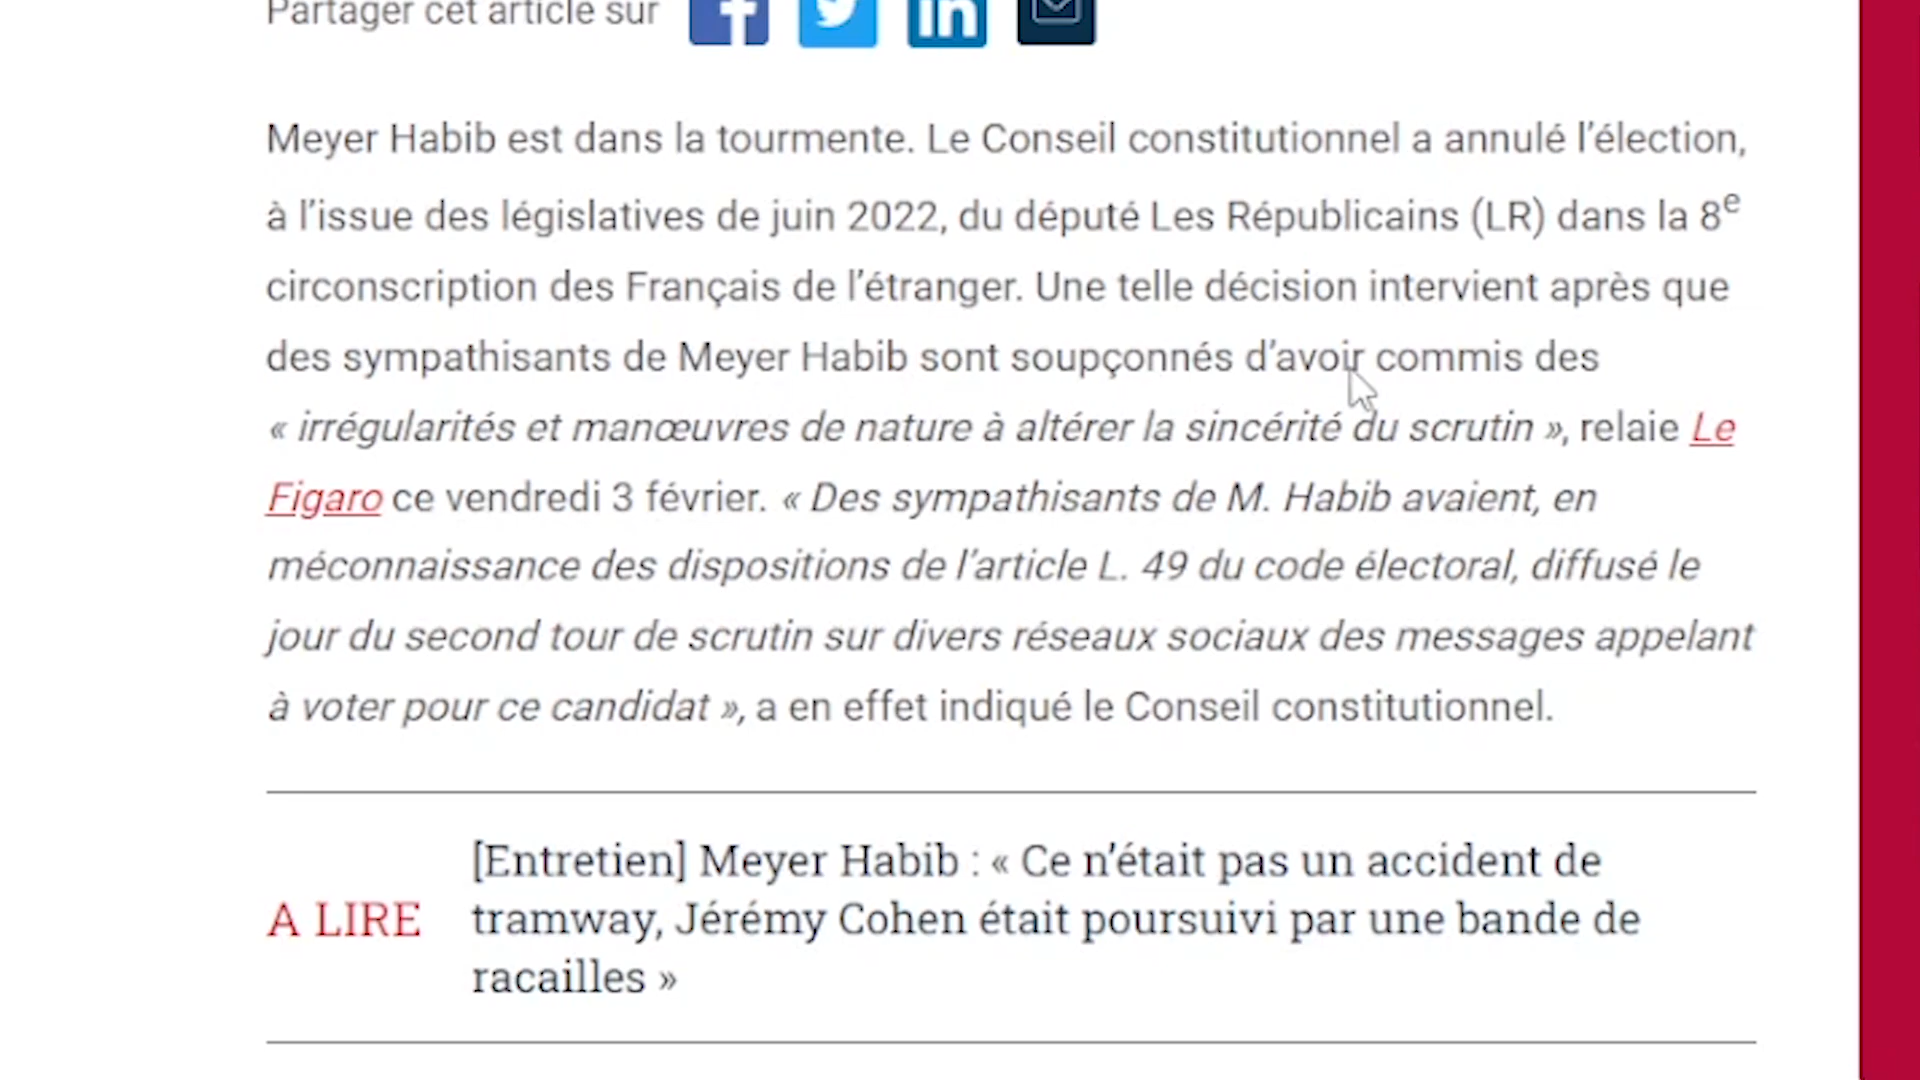 Partager cet article sur
Meyer Habib est dans la tourmente. Le Conseil constitutionnel a annulé l’élection,
à l’issue des législatives de juin 2022, du député Les Républicains (LR) dans la 8e
circonscription des Français de l’étranger. Une telle décision intervient après que
des sympathisants de Meyer Habib sont soupçonnés d’avoir commis des
« irrégularités et manœuvres de nature à altérer la sincérité du scrutin », relaie Le
Figaro ce vendredi 3 février. « Des sympathisants de M. Habib avaient, en
méconnaissance des dispositions de l’article L. 49 du code électoral, diffusé le
jour du second tour de scrutin sur divers réseaux sociaux des messages appelant
à voter pour ce candidat », a en effet indiqué le Conseil constitutionnel.
[Entretien] Meyer Habib : « Ce n’était pas un accident de
A LIRE tramway, Jérémy Cohen était poursuivi par une bande de
racailles »